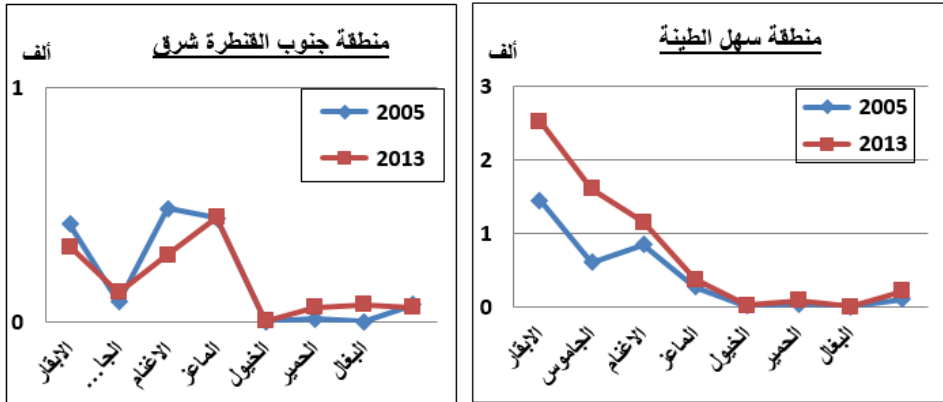 منطقة سهل الطينة
ألف
3
2
1
0
2005
2013
الابقار
الجاموس
الاغنام
الماعز
الخيول
الحمير
البغال
منطقة جنوب القنطرة شرق
ألف
1
0
2005
2013
الابقار
الجا...
الاغنام
الماعز
الخيول
الحمير
البغال